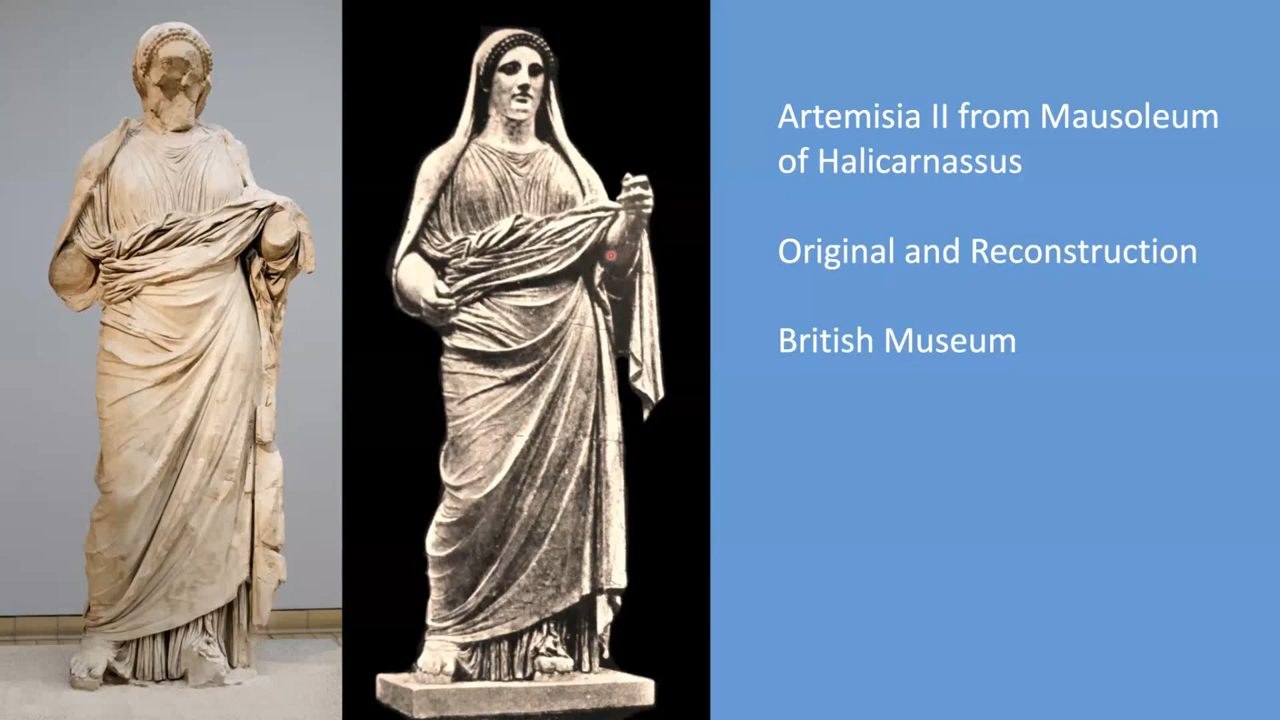 Artemisia II from Mausoleum
of Halicarnassus
Original and Reconstruction
British Museum